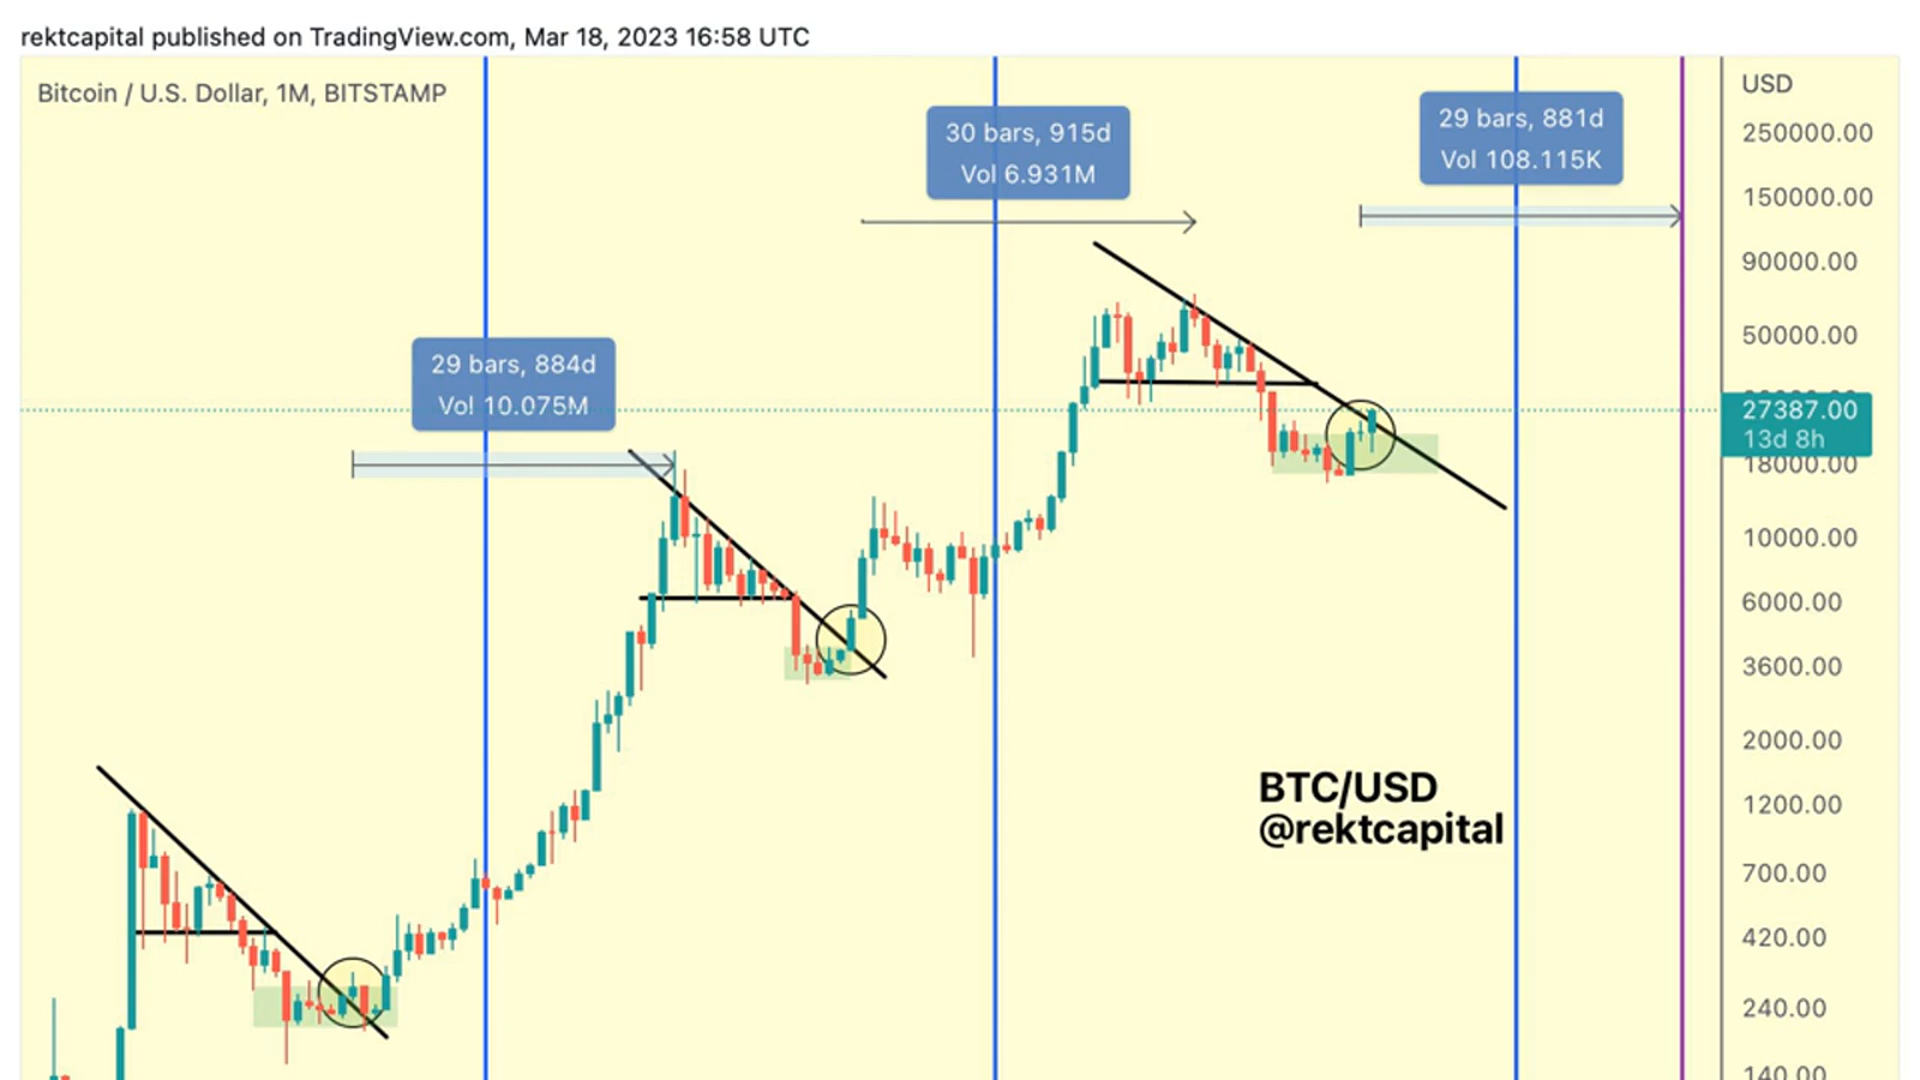 rektcapital published on TradingView.com, Mar 18, 2023 16:58 UTC
Bitcoin / U.S. Dollar, 1M, BITSTAMP
USD
29 bars, 884d
Vol 10.075M
30 bars, 915d
Vol 6.931M
29 bars, 881d
Vol 108.115K
250000.00
150000.00
90000.00
50000.00
27387.00
13d 8h
18000.00
10000.00
6000.00
3600.00
2000.00
1200.00
700.00
420.00
240.00
140.00
BTC/USD
@rektcapital